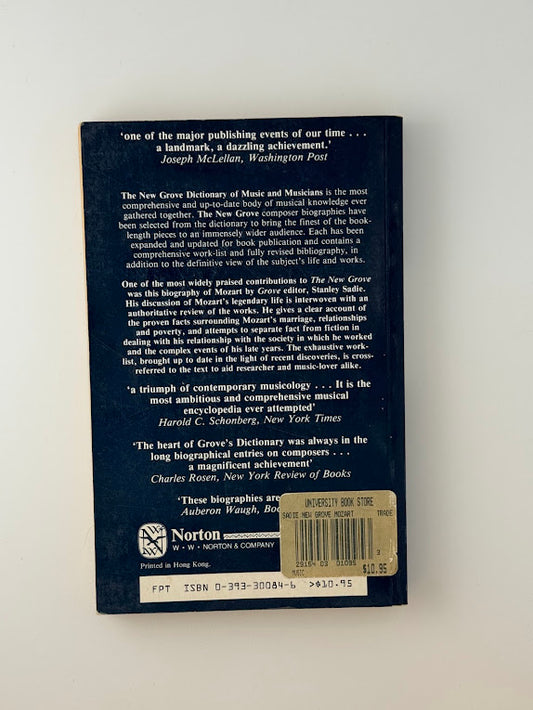 ‘one of the major publishing events of our time . . .
a landmark, a dazzling achievement.’
Joseph McLellan, Washington Post
The New Grove Dictionary of Music and Musicians is the most
comprehensive and up-to-date body of musical knowledge ever
gathered together. The New Grove composer biographies have
been selected from the dictionary to bring the finest of the book-
length pieces to an immensely wider audience. Each has been
expanded and updated for book publication and contains a
comprehensive work-list and fully revised bibliography, in
addition to the definitive view of the subject's life and works.
One of the most widely praised contributions to The New Grove
was this biography of Mozart by Grove editor, Stanley Sadie.
His discussion of Mozart's legendary life is interwoven with an
authoritative review of the works. He gives a clear account of
the proven facts surrounding Mozart's marriage, relationships
and poverty, and attempts to separate fact from fiction in
dealing with his relationship with the society in which he worked
and the complex events of his late years. The exhaustive work-
list, brought up to date in the light of recent discoveries, is cross-
referred to the text to aid researcher and music-lover alike.
‘a triumph of contemporary musicology . . . It is the
most ambitious and comprehensive musical
encyclopedia ever attempted’
Harold C. Schonberg, New York Times
‘The heart of Grove's Dictionary was always in the
long biographical entries on composers . . .
a magnificent achievement’
Charles Rosen, New York Review of Books
‘These biographies are
Auberon Waugh,
Norton
W · W · NORTON & COMPANY
Printed in Hong Kong.
UNIVERSITY BOOK STORE
SADIE NEW GROVE MOZART TRADE
3
29154 03 01095
MUSIC $10.95
FPT ISBN 0-393-30084-6 >$10.95